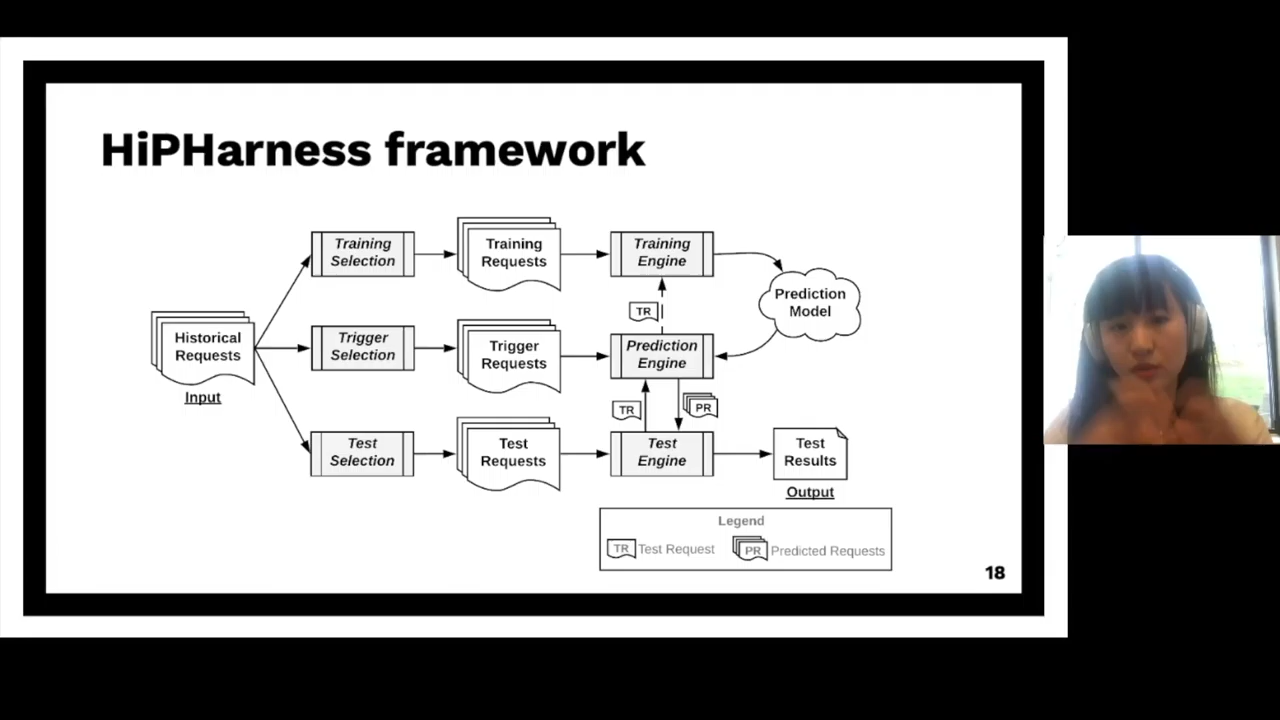 HiPHarness framework
Training
Selection
Training
Requests
Training
Engine
Prediction
Model
TR
Historical
Requests
Input
Trigger
Selection
Trigger
Requests
Prediction
Engine
TR
PR
Test
Selection
Test
Requests
Test
Engine
Test
Results
Output
Legend
TR Test Request
PR Predicted Requests
18